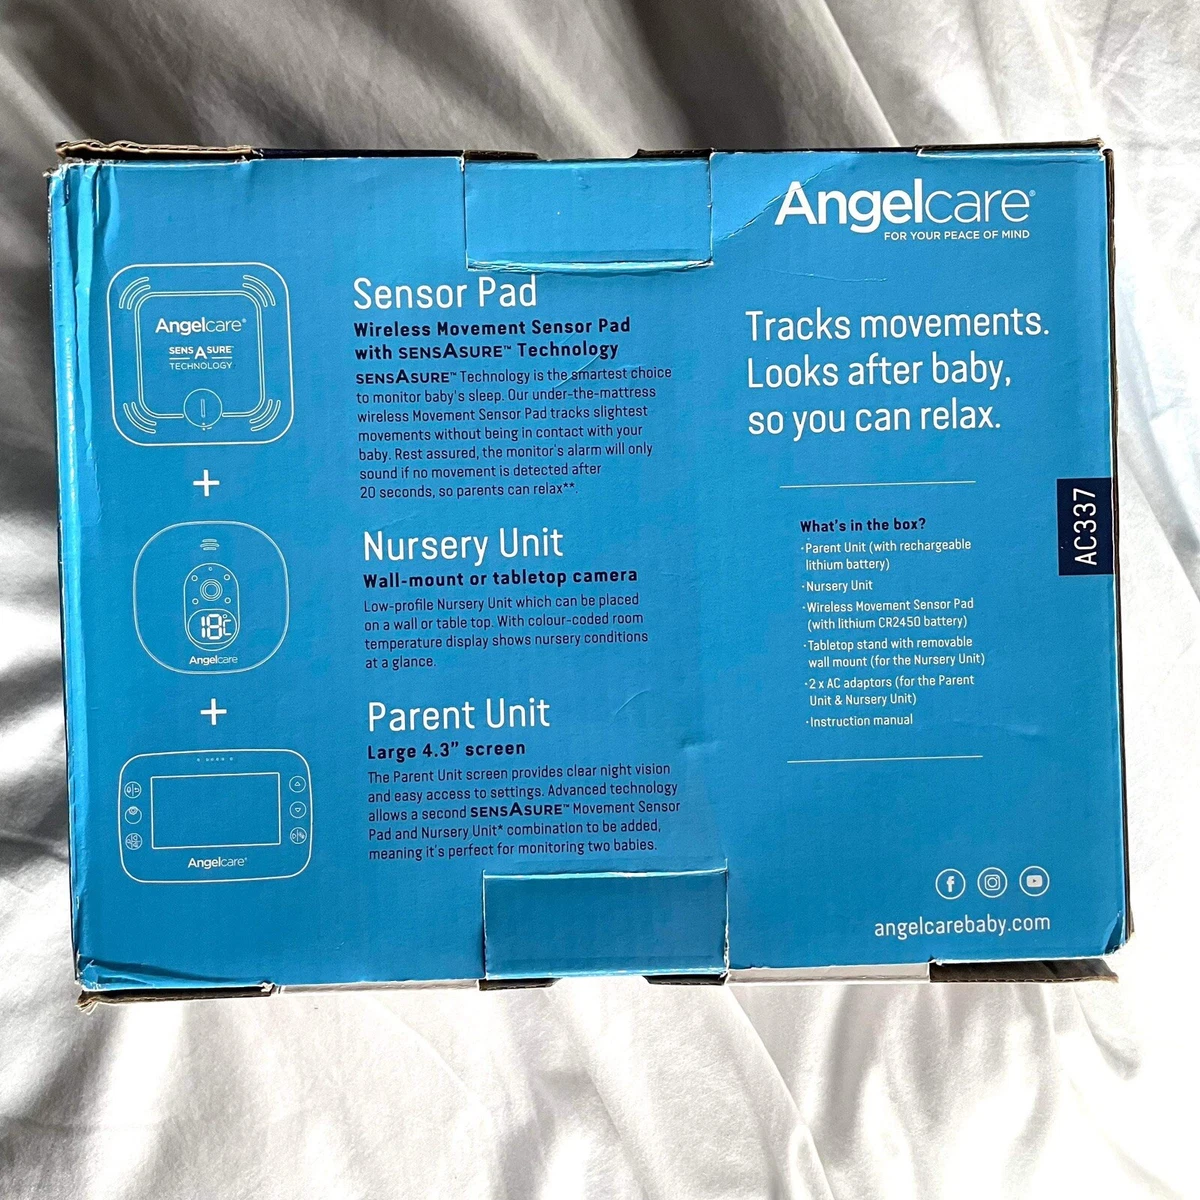 Angelcare®
FOR YOUR PEACE OF MIND
Angelcare®
SENSASURE™
TECHNOLOGY
Sensor Pad
Wireless Movement Sensor Pad
with SENSASURE™ Technology
SENSASURE™ Technology is the smartest choice
to monitor baby's sleep. Our under-the-mattress
wireless Movement Sensor Pad tracks slightest
movements without being in contact with your
baby. Rest assured, the monitor's alarm will only
sound if no movement is detected after
20 seconds, so parents can relax**.
+
18°C
Angelcare
Nursery Unit
Wall-mount or tabletop camera
Low-profile Nursery Unit which can be placed
on a wall or table top. With colour-coded room
temperature display shows nursery conditions
at a glance.
+
Angelcare®
Parent Unit
Large 4.3” screen
The Parent Unit screen provides clear night vision
and easy access to settings. Advanced technology
allows a second SENSASURE™ Movement Sensor
Pad and Nursery Unit* combination to be added,
meaning it's perfect for monitoring two babies.
Tracks movements.
Looks after baby,
so you can relax.
What's in the box?
·Parent Unit (with rechargeable
lithium battery)
·Nursery Unit
·Wireless Movement Sensor Pad
(with lithium CR2450 battery)
·Tabletop stand with removable
wall mount (for the Nursery Unit)
·2 x AC adaptors (for the Parent
Unit & Nursery Unit)
·Instruction manual
AC337
angelcarebaby.com